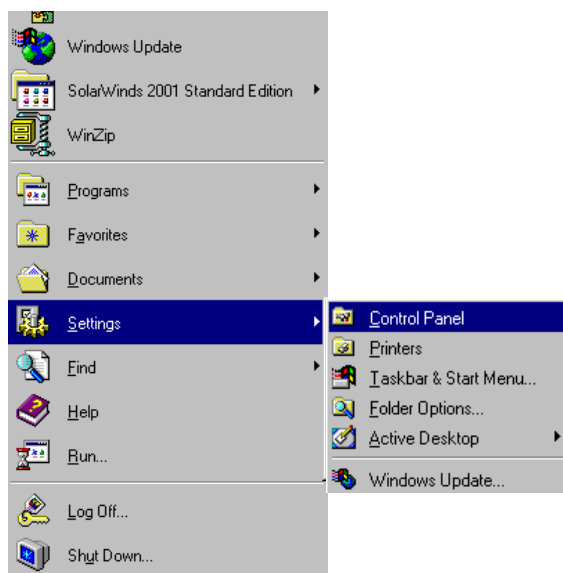 Windows Update
SolarWinds 2001 Standard Edition
WinZip
Programs
Favorites
Documents
Settings
Find
Help
Run...
Log Off...
Shut Down...
Control Panel
Printers
Taskbar & Start Menu...
Folder Options...
Active Desktop
Windows Update...